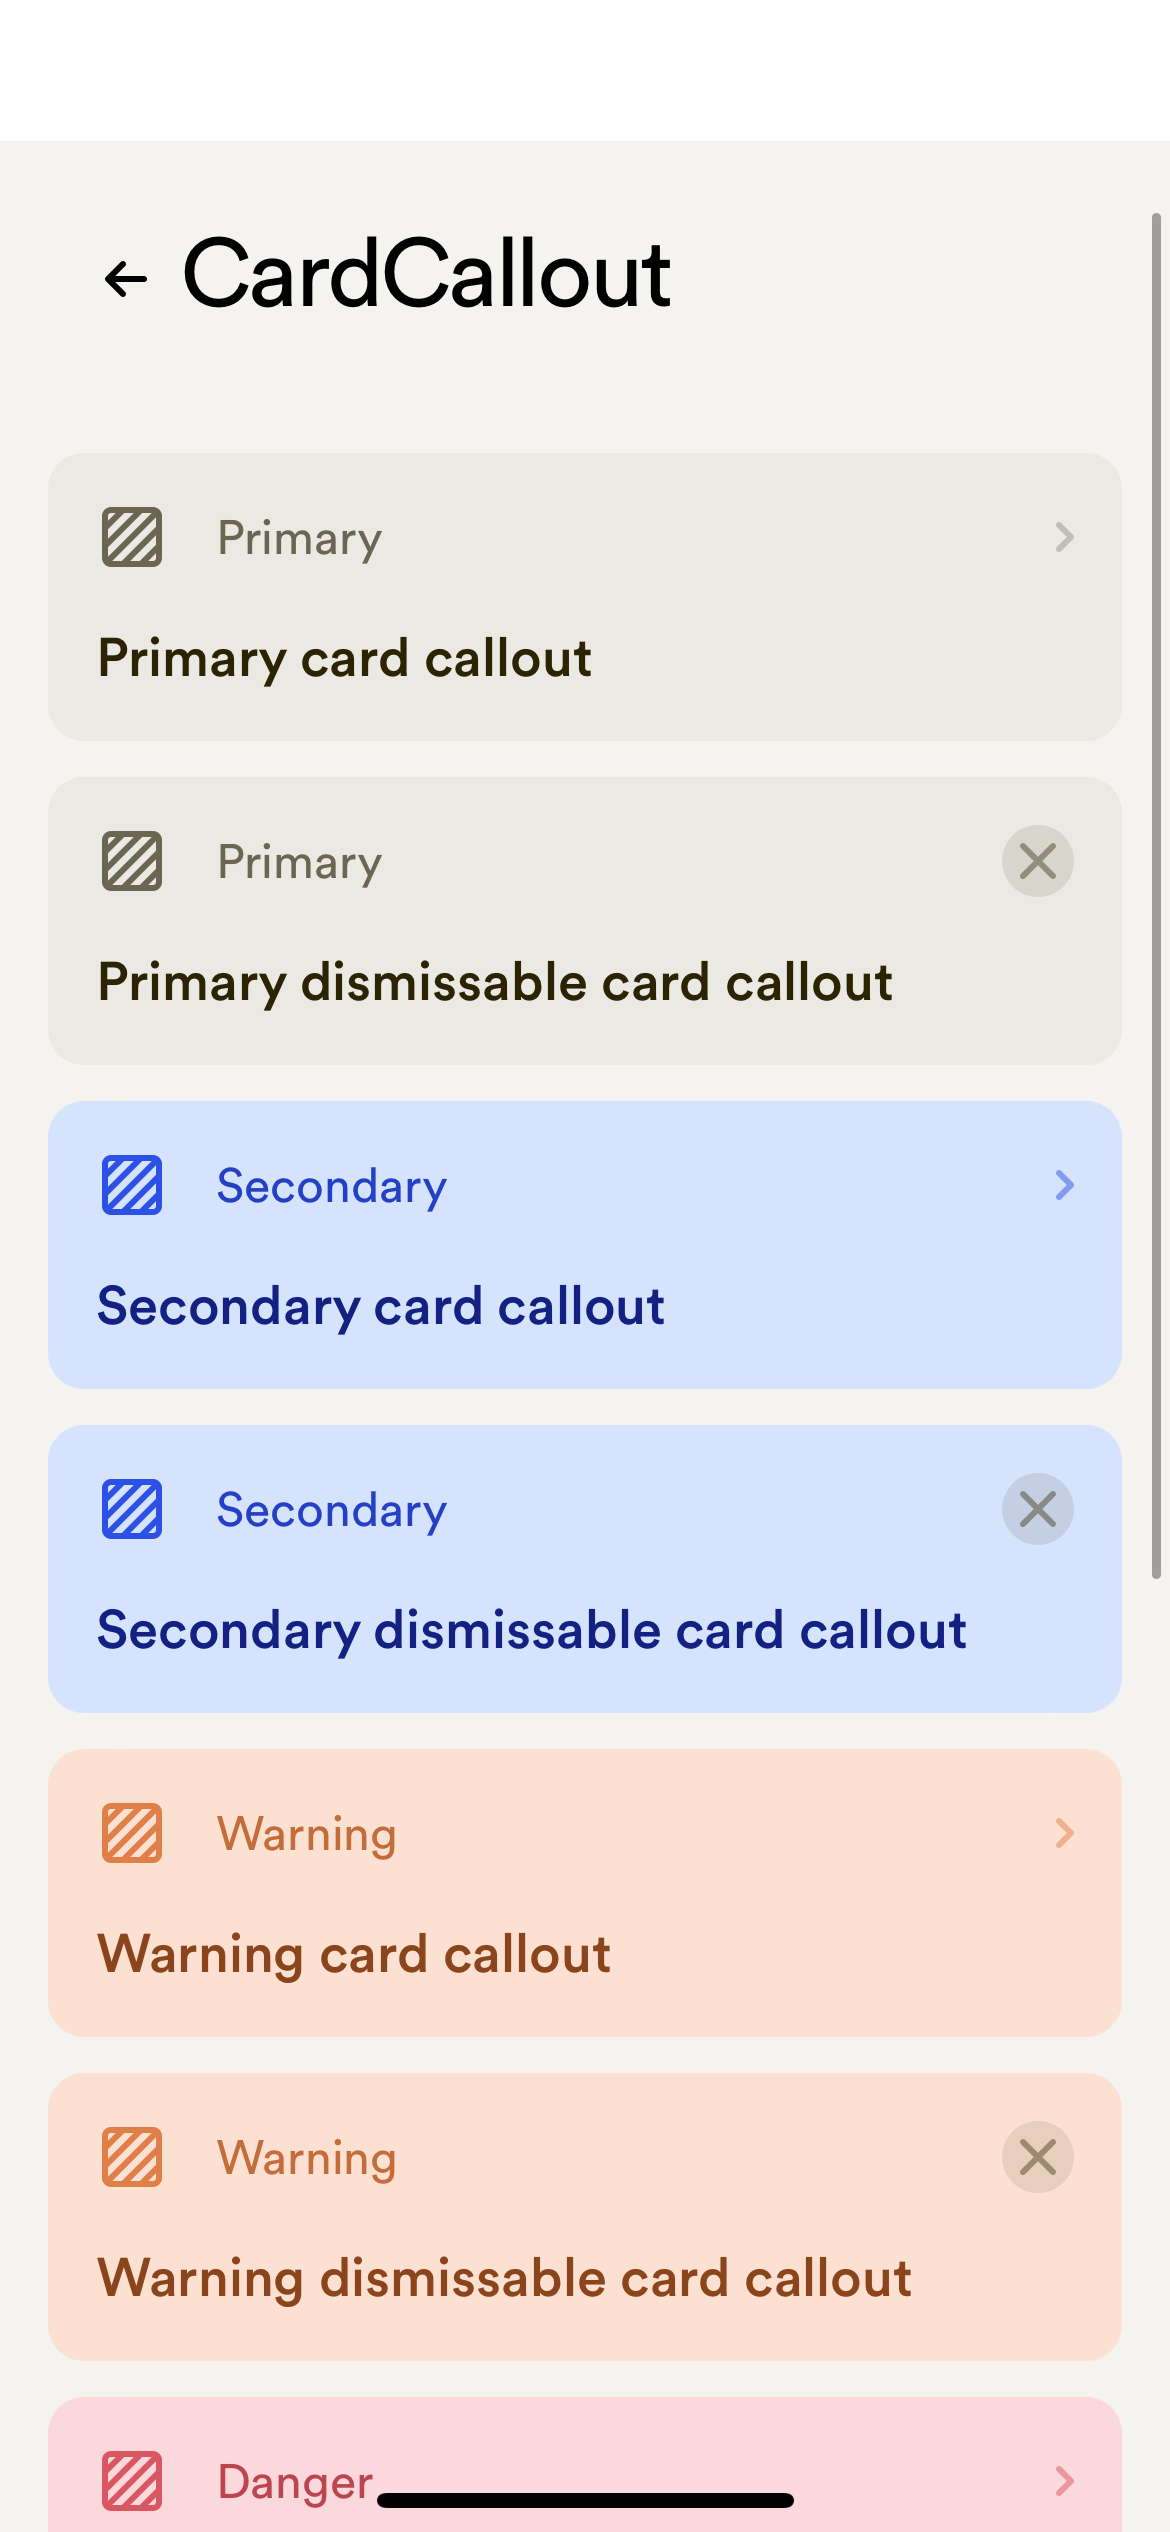 CardCallout
Primary
Primary card callout
Primary
Primary dismissable card callout
Secondary
Secondary card callout
Secondary
Secondary dismissable card callout
Warning
Warning card callout
Warning
Warning dismissable card callout
Danger